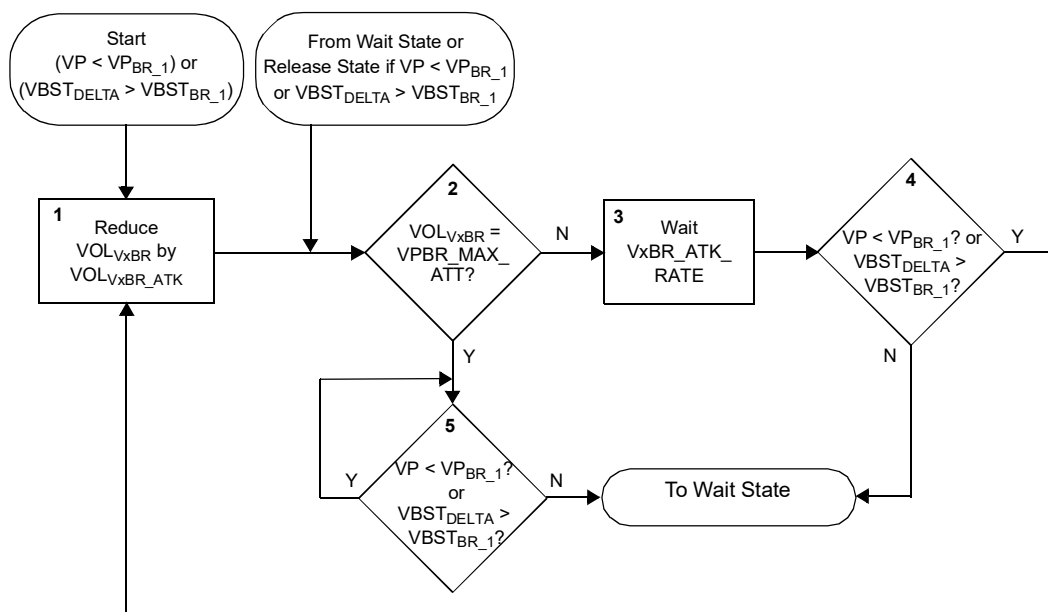 Start
(VP < VPBR_1) or
(VBSTDELTA > VBSTBR_1)
From Wait State or
Release State if VP < VPBR_1
or VBSTDELTA > VBSTBR_1
1
Reduce
VOLVxBR by
VOLVxBR_ATK
2
VOLVxBR =
VPBR_MAX_
ATT?
N
Y
3
Wait
VxBR_ATK_
RATE
4
VP < VPBR_1? or
VBSTDELTA >
VBSTBR_1?
Y
N
5
VP < VPBR_1?
or
VBSTDELTA >
VBSTBR_1?
Y
N
To Wait State